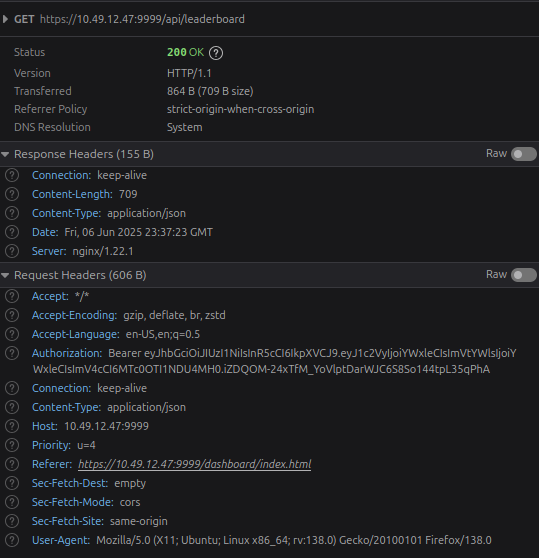 GET https://10.49.12.47:9999/api/leaderboard
Status 200 OK ?
Version HTTP/1.1
Transferred 864 B (709 B size)
Referrer Policy strict-origin-when-cross-origin
DNS Resolution System
Response Headers (155 B) Raw
? Connection: keep-alive
? Content-Length: 709
? Content-Type: application/json
? Date: Fri, 06 Jun 2025 23:37:23 GMT
? Server: nginx/1.22.1
Request Headers (606 B) Raw
? Accept: */*
? Accept-Encoding: gzip, deflate, br, zstd
? Accept-Language: en-US,en;q=0.5
? Authorization: Bearer eyJhbGciOiJIUzI1NiIsInR5cCI6IkpXVCJ9.eyJ1c2VyIjoiYWxleCIsImVtYWlsIjoiY
WxleCIsImV4cCI6MTc0OTI1NDU4MH0.iZDQOM-24xTfM_YoVlptDarWJC6S8So144tpL35qPhA
? Connection: keep-alive
? Content-Type: application/json
? Host: 10.49.12.47:9999
? Priority: u=4
? Referer: https://10.49.12.47:9999/dashboard/index.html
? Sec-Fetch-Dest: empty
? Sec-Fetch-Mode: cors
? Sec-Fetch-Site: same-origin
? User-Agent: Mozilla/5.0 (X11; Ubuntu; Linux x86_64; rv:138.0) Gecko/20100101 Firefox/138.0